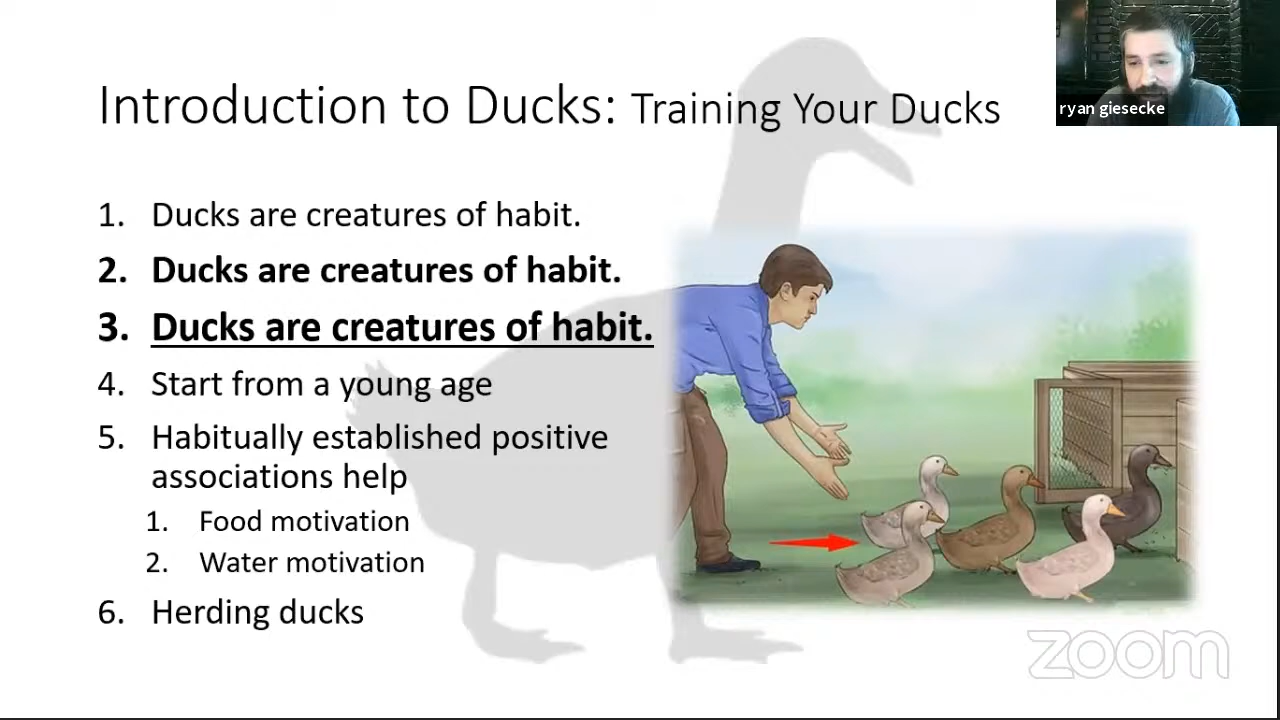 Introduction to Ducks: Training Your Ducks
ryan giesecke
1. Ducks are creatures of habit.
2. Ducks are creatures of habit.
3. Ducks are creatures of habit.
4. Start from a young age
5. Habitually established positive
associations help
1. Food motivation
2. Water motivation
6. Herding ducks
zoom